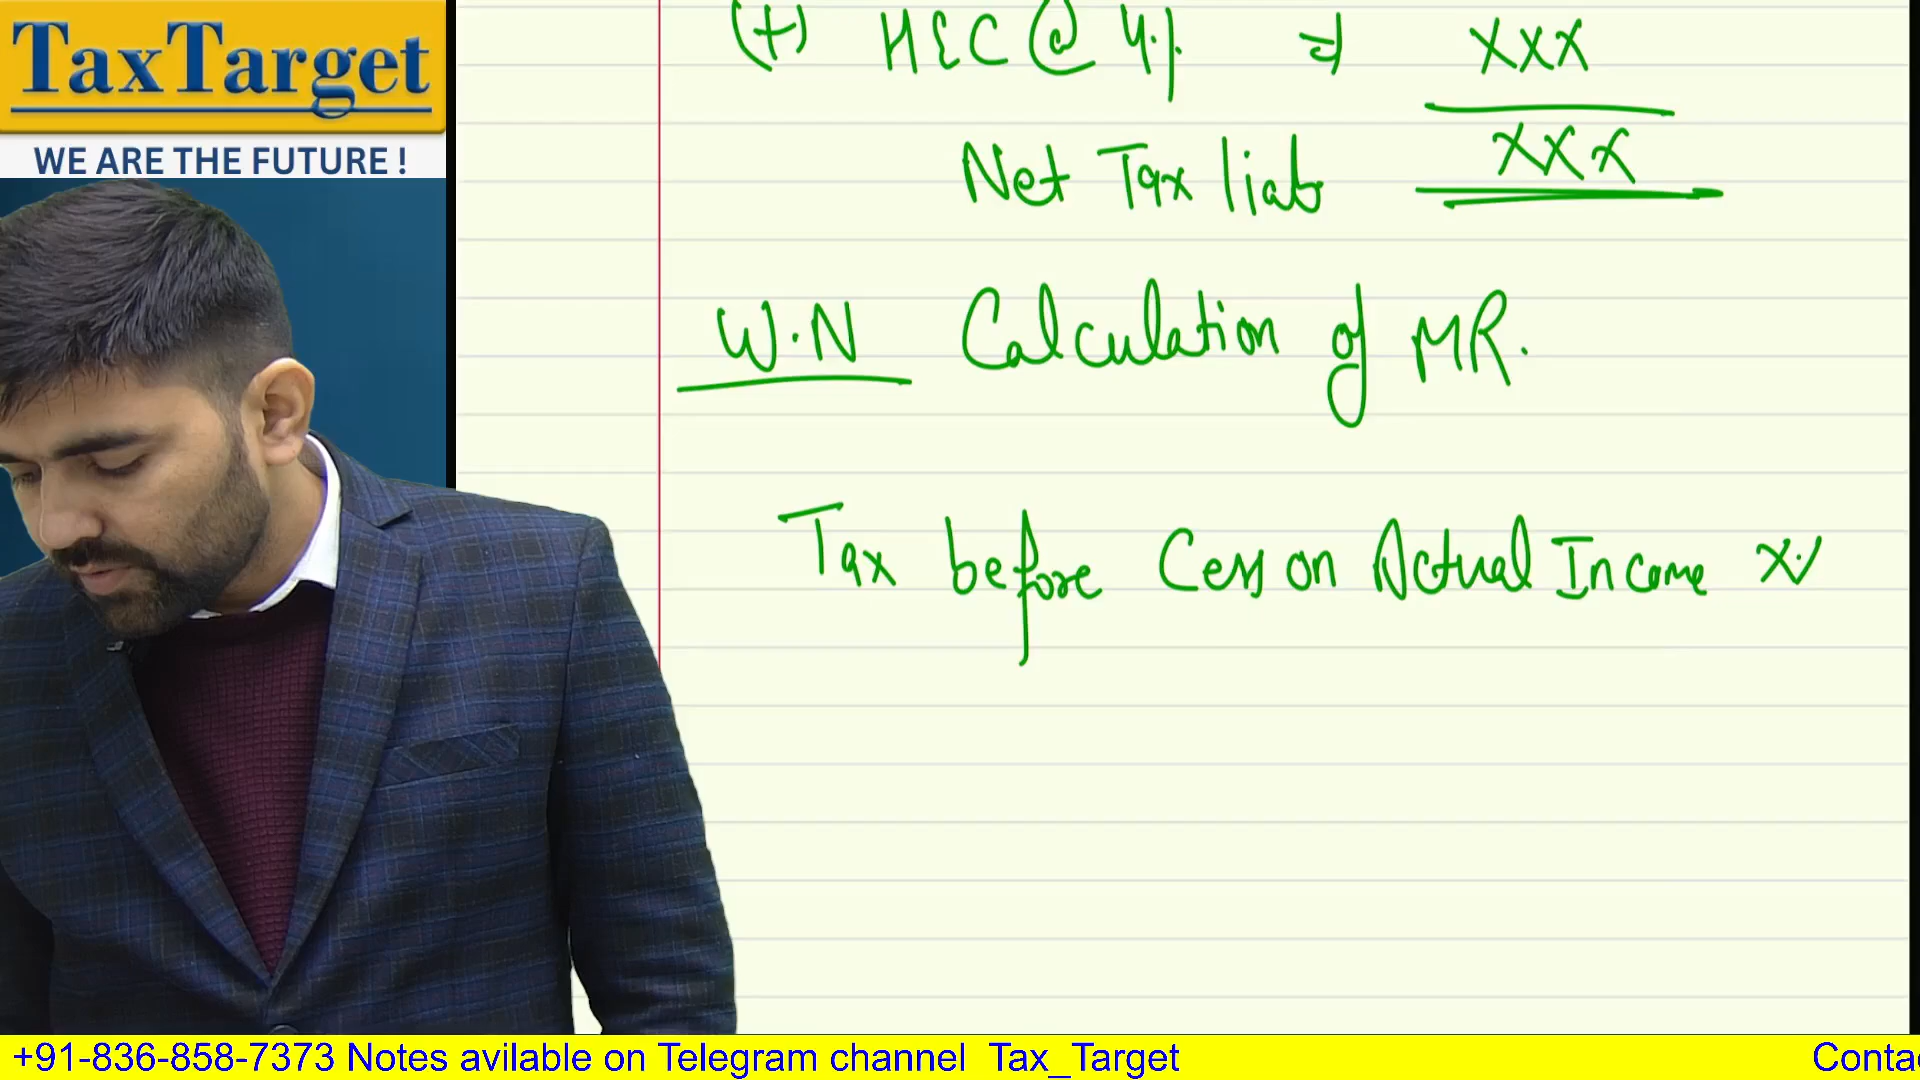 TaxTarget
WE ARE THE FUTURE !
(+) H&C @ 4% ⇒ XXX
Net Tax liab XXX
W.N Calculation of MR.
Tax before Cess on Actual Income XX
+91-836-858-7373 Notes avilable on Telegram channel Tax_Target